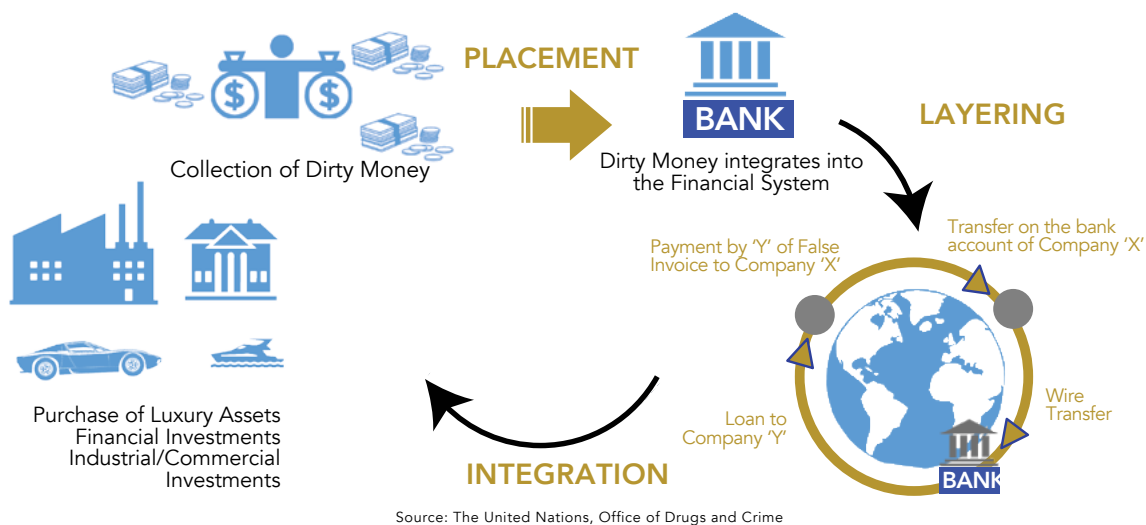 PLACEMENT
$
$
BANK
LAYERING
Collection of Dirty Money
Dirty Money integrates into
the Financial System
Transfer on the bank
account of Company ‘X’
Payment by ‘Y’ of False
Invoice to Company ‘X’
Wire
Transfer
Loan to
Company ‘Y’
BANK
Purchase of Luxury Assets
Financial Investments
Industrial/Commercial
Investments
INTEGRATION
Source: The United Nations, Office of Drugs and Crime